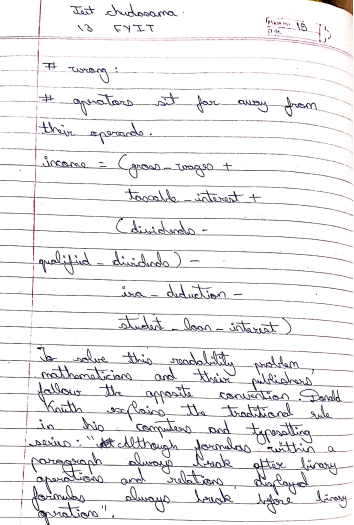 Jeet chudasama.
13 FYIT
15
# wrong:
# operators sit far away from
their operands.
income = (gross_wages +
taxable_interest +
(dividends -
qualified_dividends) -
ira_deduction -
student_loan_interest)
To solve this readability problem,
mathematicians and their publishers
follow the opposite convention. Donald
Knuth explains the traditional rule
in his computers and typesetting
series: "Although formulas within a
paragraph always break after binary
operations and relations, displayed
formulas always break before binary
operations".